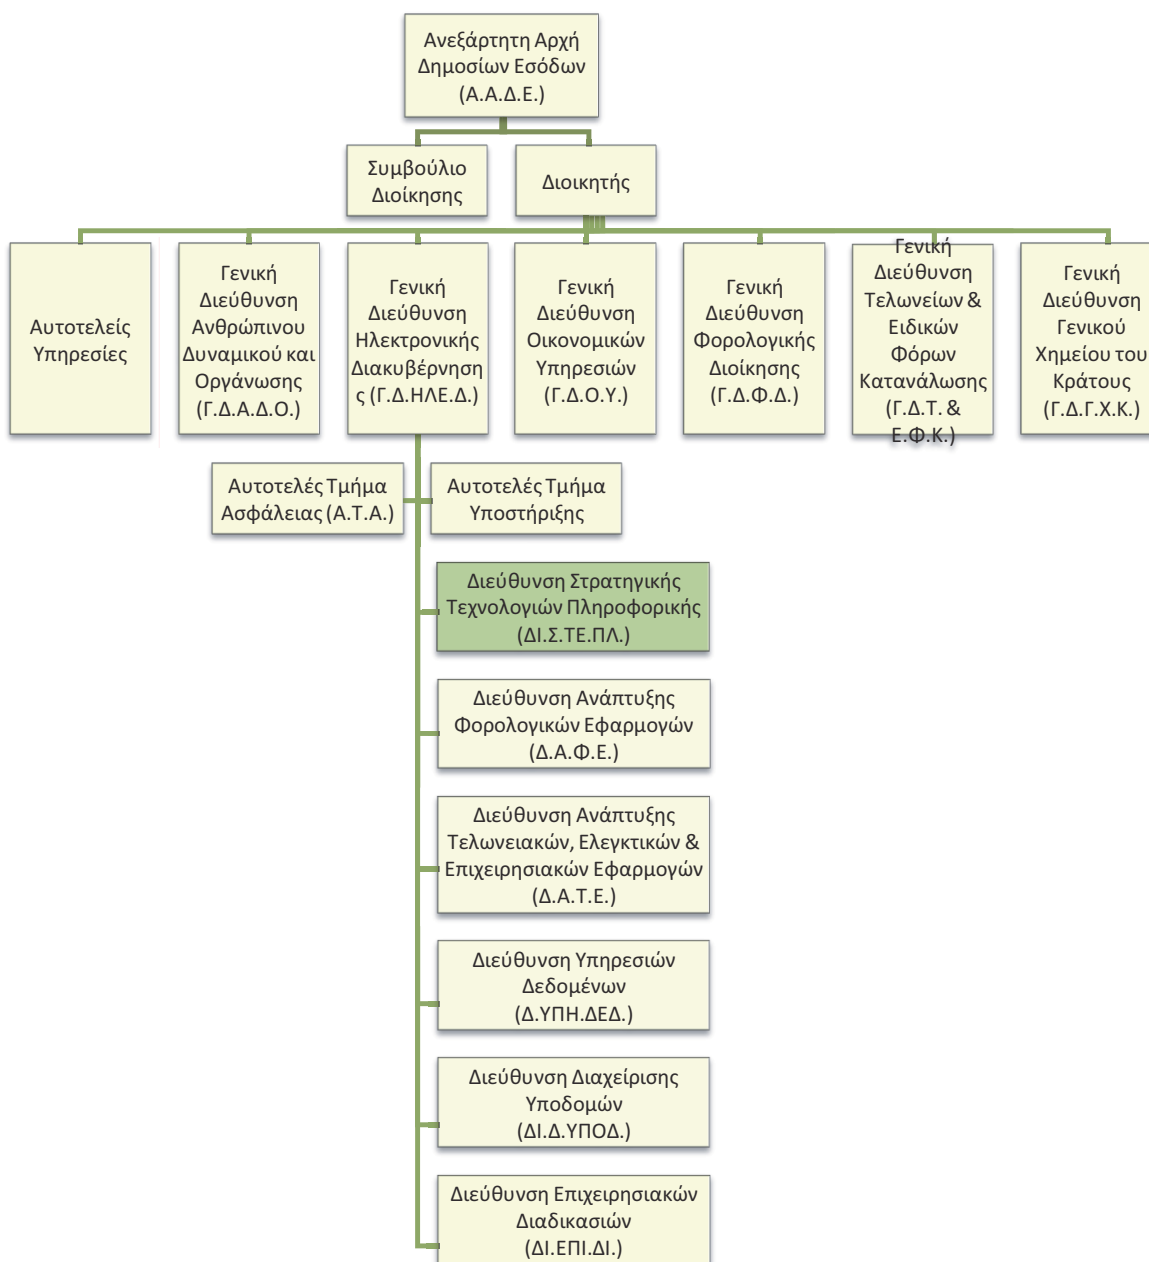 Ανεξάρτητη Αρχή
Δημοσίων Εσόδων
(Α.Α.Δ.Ε.)
Συμβούλιο
Διοίκησης
Διοικητής
Αυτοτελείς
Υπηρεσίες
Γενική
Διεύθυνση
Ανθρώπινου
Δυναμικού και
Οργάνωσης
(Γ.Δ.Α.Δ.Ο.)
Γενική
Διεύθυνση
Ηλεκτρονικής
Διακυβέρνηση
ς (Γ.Δ.ΗΛΕ.Δ.)
Γενική
Διεύθυνση
Οικονομικών
Υπηρεσιών
(Γ.Δ.Ο.Υ.)
Γενική
Διεύθυνση
Φορολογικής
Διοίκησης
(Γ.Δ.Φ.Δ.)
Γενική
Διεύθυνση
Τελωνείων &
Ειδικών
Φόρων
Κατανάλωσης
(Γ.Δ.Τ. &
Ε.Φ.Κ.)
Γενική
Διεύθυνση
Γενικού
Χημείου του
Κράτους
(Γ.Δ.Γ.Χ.Κ.)
Αυτοτελές Τμήμα
Ασφάλειας (Α.Τ.Α.)
Αυτοτελές Τμήμα
Υποστήριξης
Διεύθυνση Στρατηγικής
Τεχνολογιών Πληροφορικής
(ΔΙ.Σ.ΤΕ.ΠΛ.)
Διεύθυνση Ανάπτυξης
Φορολογικών Εφαρμογών
(Δ.Α.Φ.Ε.)
Διεύθυνση Ανάπτυξης
Τελωνειακών, Ελεγκτικών &
Επιχειρησιακών Εφαρμογών
(Δ.Α.Τ.Ε.)
Διεύθυνση Υπηρεσιών
Δεδομένων
(Δ.ΥΠΗ.ΔΕΔ.)
Διεύθυνση Διαχείρισης
Υποδομών
(ΔΙ.Δ.ΥΠΟΔ.)
Διεύθυνση Επιχειρησιακών
Διαδικασιών
(ΔΙ.ΕΠΙ.ΔΙ.)